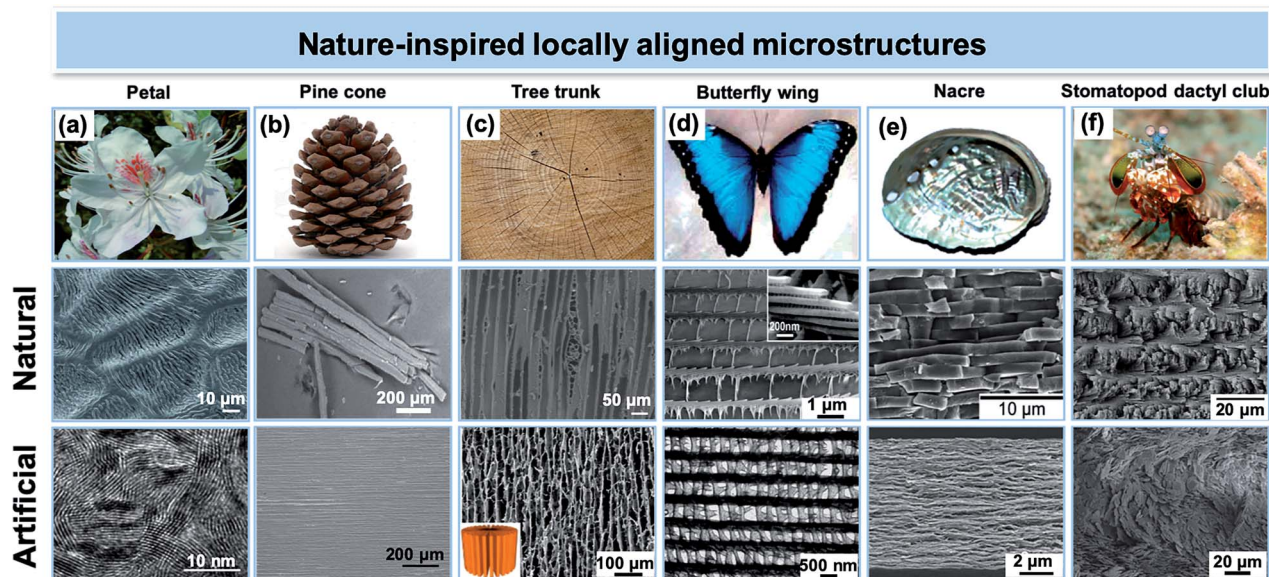 Nature-inspired locally aligned microstructures
Petal
Pine cone
Tree trunk
Butterfly wing
Nacre
Stomatopod dactyl club
(a)
(b)
(c)
(d)
(e)
(f)
Natural
10 µm
200 µm
50 µm
200nm
1 µm
10 µm
20 µm
Artificial
10 nm
200 µm
100 µm
500 nm
2 µm
20 µm